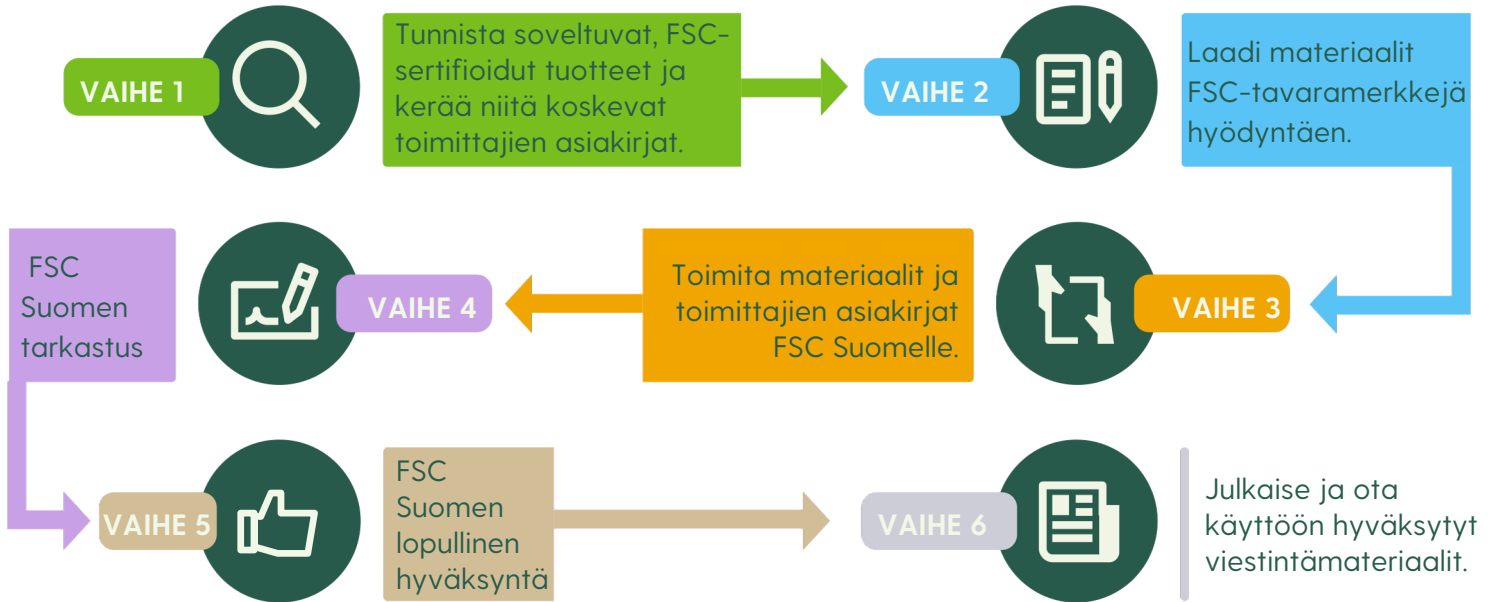 VAIHE 1
Tunnista soveltuvat, FSC-
sertifioidut tuotteet ja
kerää niitä koskevat
toimittajien asiakirjat.
VAIHE 2
Laadi materiaalit
FSC-tavaramerkkejä
hyödyntäen.
VAIHE 3
Toimita materiaalit ja
toimittajien asiakirjat
FSC Suomelle.
VAIHE 4
FSC
Suomen
tarkastus
VAIHE 5
FSC
Suomen
lopullinen
hyväksyntä
VAIHE 6
Julkaise ja ota
käyttöön hyväksytyt
viestintämateriaalit.